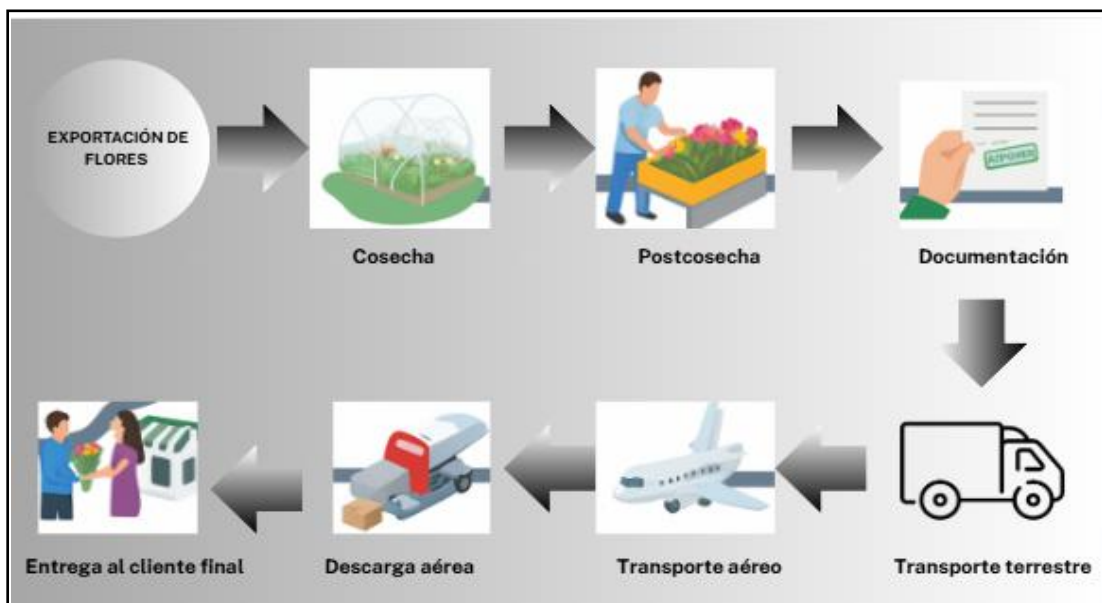 EXPORTACIÓN DE
FLORES
Cosecha
Postcosecha
Documentación
Entrega al cliente final
Descarga aérea
Transporte aéreo
Transporte terrestre